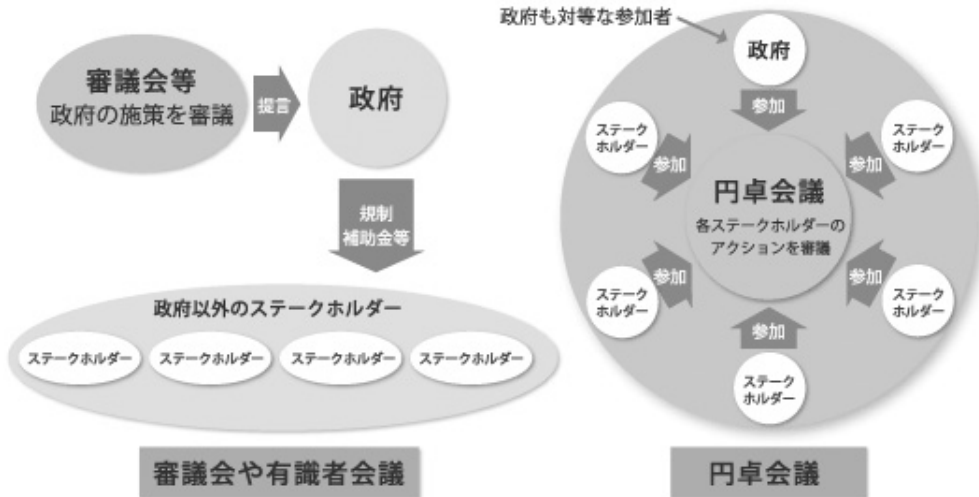 審議会等
政府の施策を審議
提言
政府
規制
補助金等
政府以外のステークホルダー
ステークホルダー
ステークホルダー
ステークホルダー
ステークホルダー
審議会や有識者会議
政府も対等な参加者
政府
参加
ステーク
ホルダー
参加
ステーク
ホルダー
参加
円卓会議
各ステークホルダーの
アクションを審議
ステーク
ホルダー
参加
ステーク
ホルダー
参加
参加
ステーク
ホルダー
円卓会議